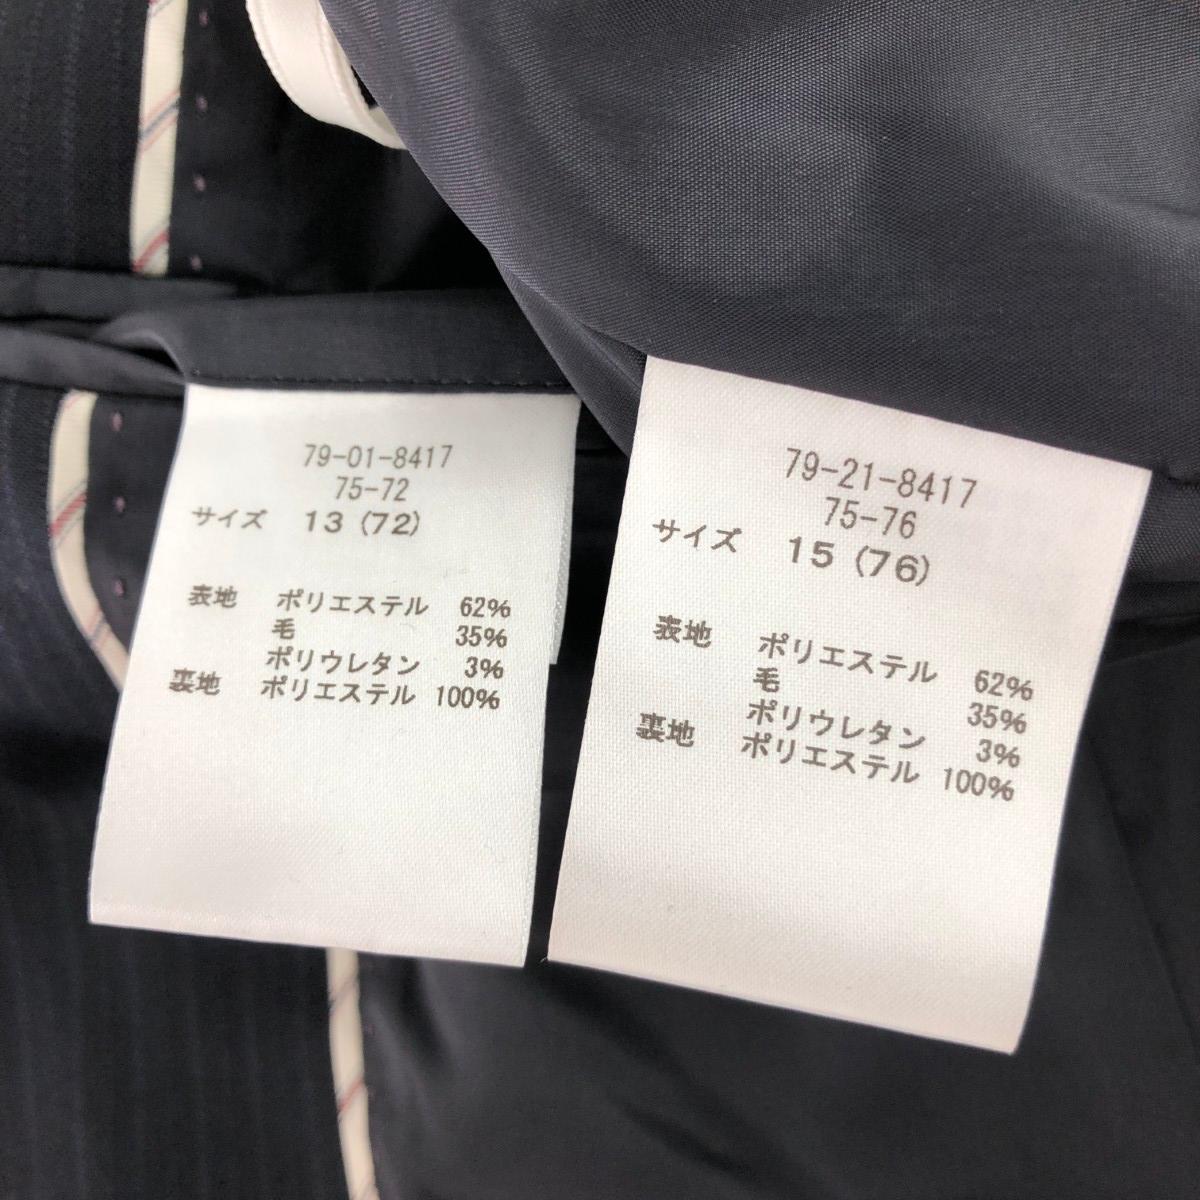 79-01-8417
75-72
サイズ 13 (72)
表地 ポリエステル 62%
毛 35%
ポリウレタン 3%
裏地 ポリエステル 100%
79-21-8417
75-76
サイズ 15 (76)
表地 ポリエステル 62%
毛 35%
ポリウレタン 3%
裏地 ポリエステル 100%